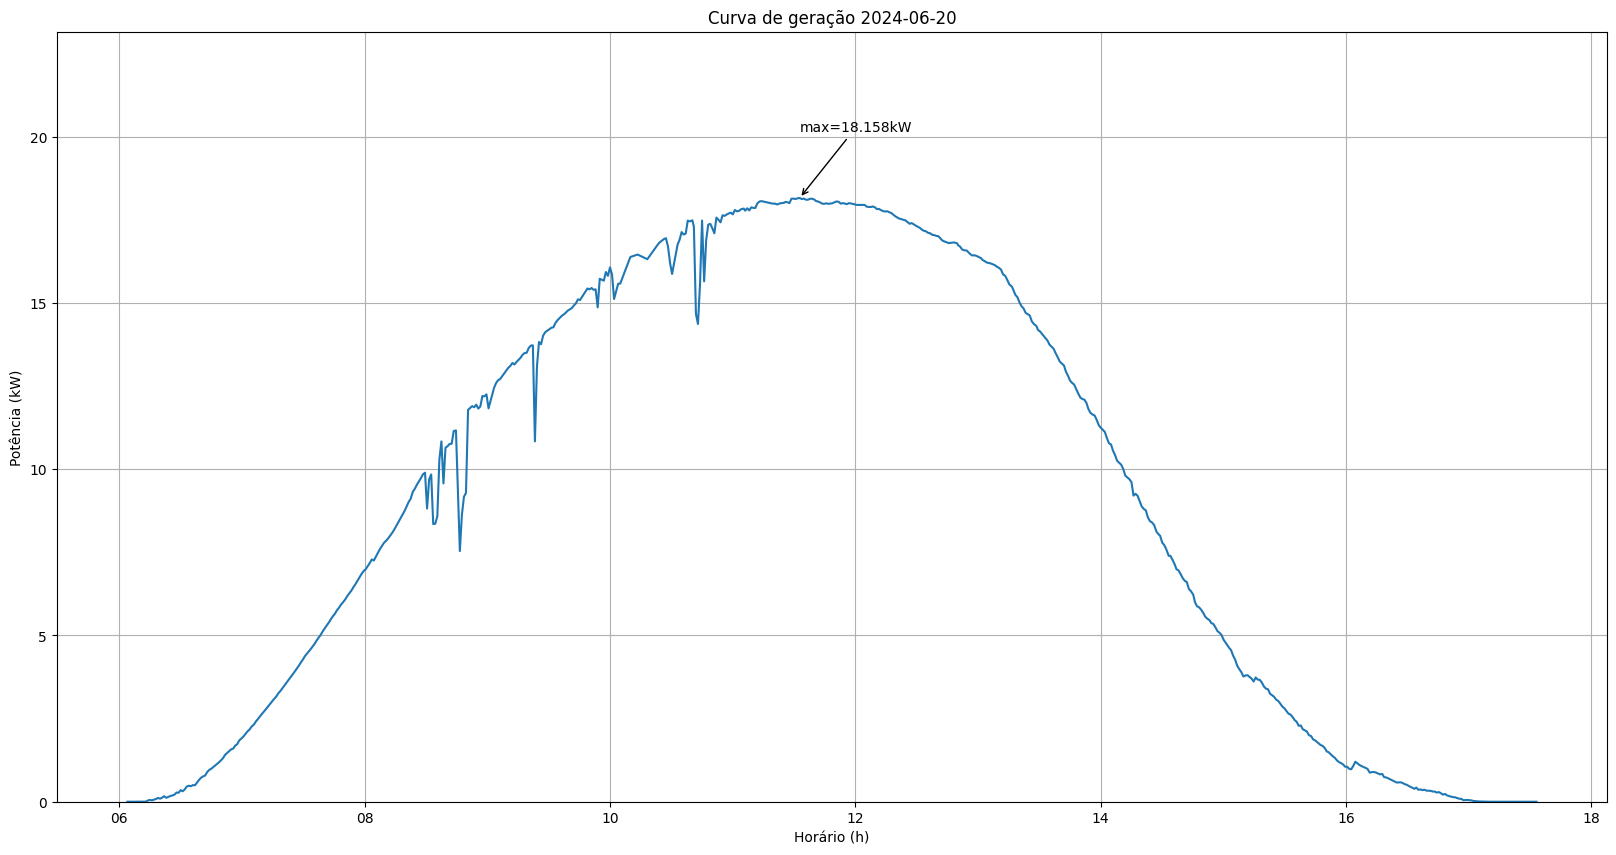 Curva de geração 2024-06-20
max=18.158kW
Potência (kW)
20
15
10
5
0
06 08 10 12 14 16 18
Horário (h)